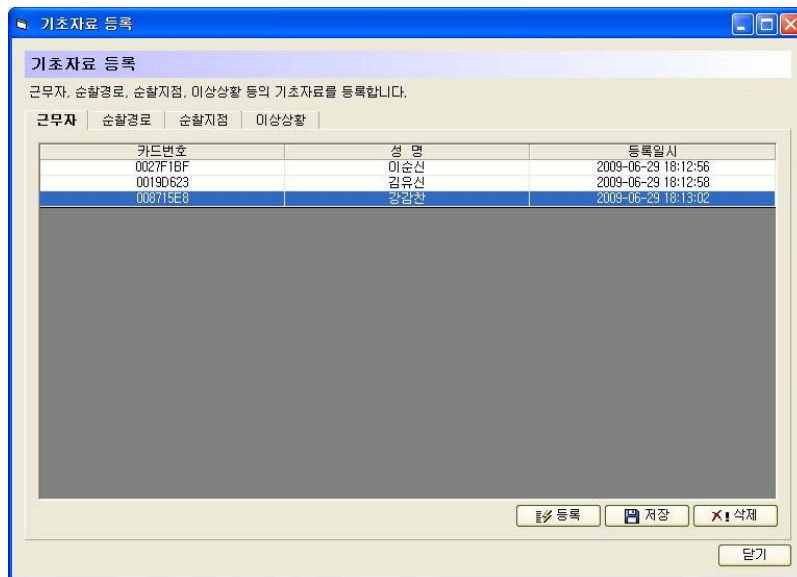 기초자료 등록
기초자료 등록
근무자, 순찰경로, 순찰지점, 이상상황 등의 기초자료를 등록합니다.
근무자 순찰경로 순찰지점 이상상황
카드번호 성 명 등록일시
0027F1BF 이순신 2009-06-29 18:12:56
0019D623 김유신 2009-06-29 18:12:58
008715E8 강감찬 2009-06-29 18:13:02
등록 저장 삭제
닫기